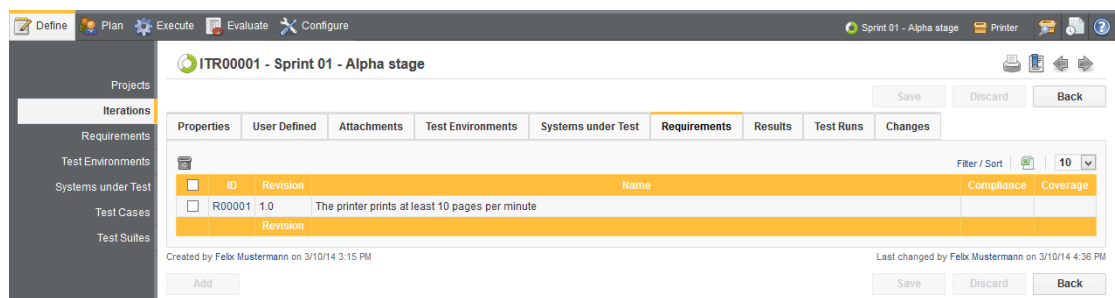 Define Plan Execute Evaluate Configure Sprint 01 - Alpha stage Printer
ITR00001 - Sprint 01 - Alpha stage
Projects
Iterations
Requirements
Test Environments
Systems under Test
Test Cases
Test Suites
Save Discard Back
Properties User Defined Attachments Test Environments Systems under Test Requirements Results Test Runs Changes
Filter / Sort 10
ID Revision Name Compliance Coverage
R00001 1.0 The printer prints at least 10 pages per minute
Revision
Created by Felix Mustermann on 3/10/14 3:15 PM Last changed by Felix Mustermann on 3/10/14 4:36 PM
Add Save Discard Back